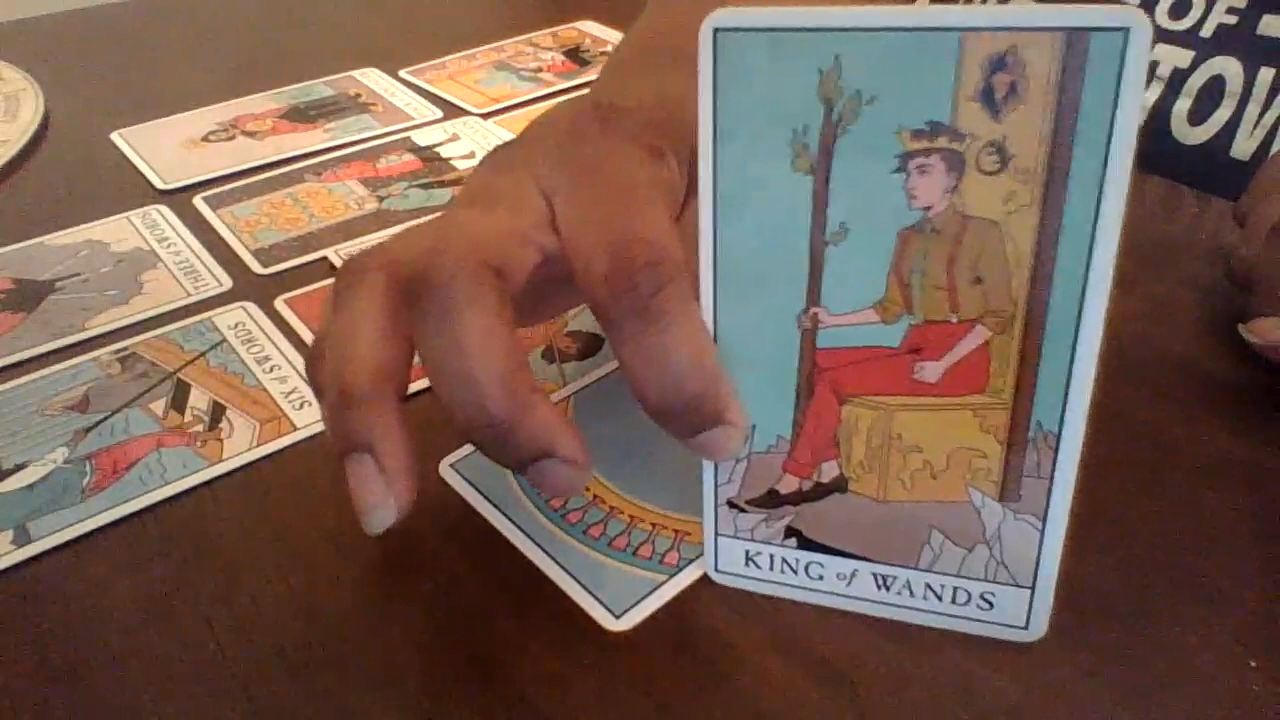 OF
TOW
THREE of SWORDS
SIX of SWORDS
KING of WANDS